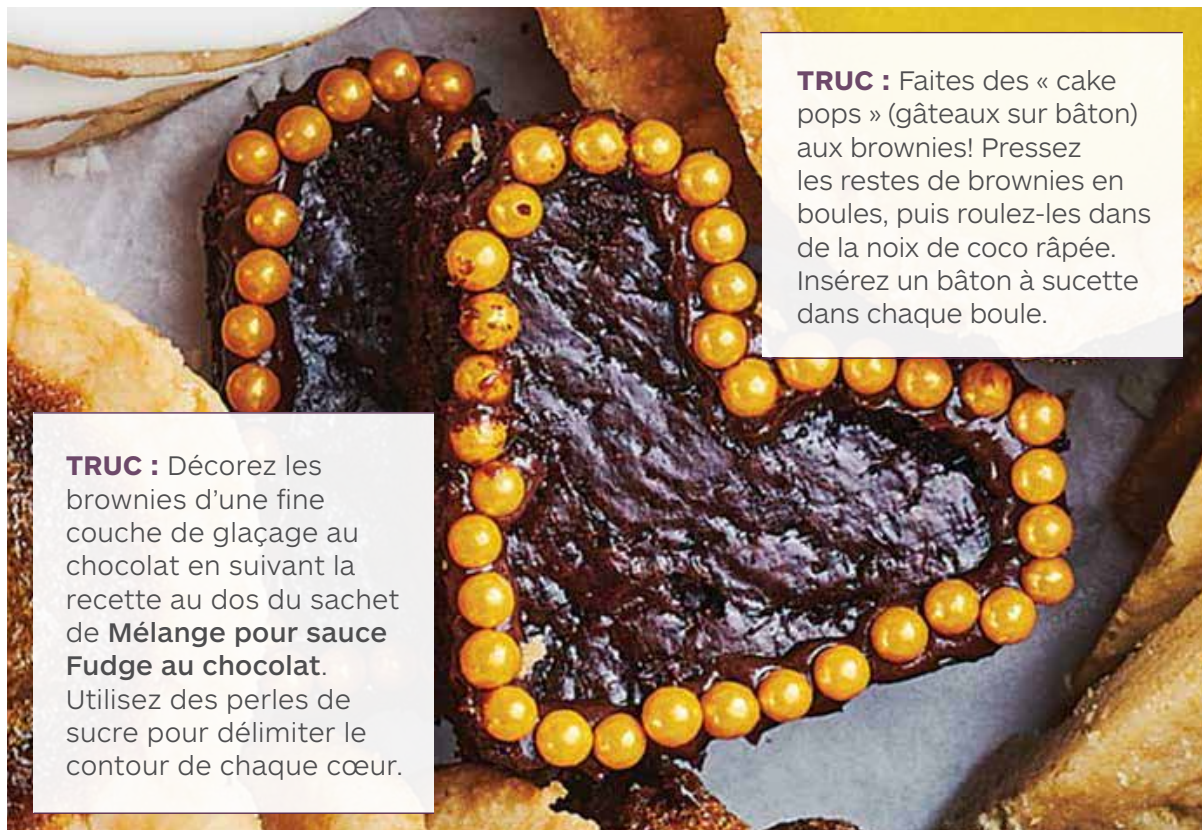 TRUC : Faites des « cake
pops » (gâteaux sur bâton)
aux brownies! Pressez
les restes de brownies en
boules, puis roulez-les dans
de la noix de coco râpée.
Insérez un bâton à sucette
dans chaque boule.
TRUC : Décorez les
brownies d’une fine
couche de glaçage au
chocolat en suivant la
recette au dos du sachet
de Mélange pour sauce
Fudge au chocolat.
Utilisez des perles de
sucre pour délimiter le
contour de chaque cœur.